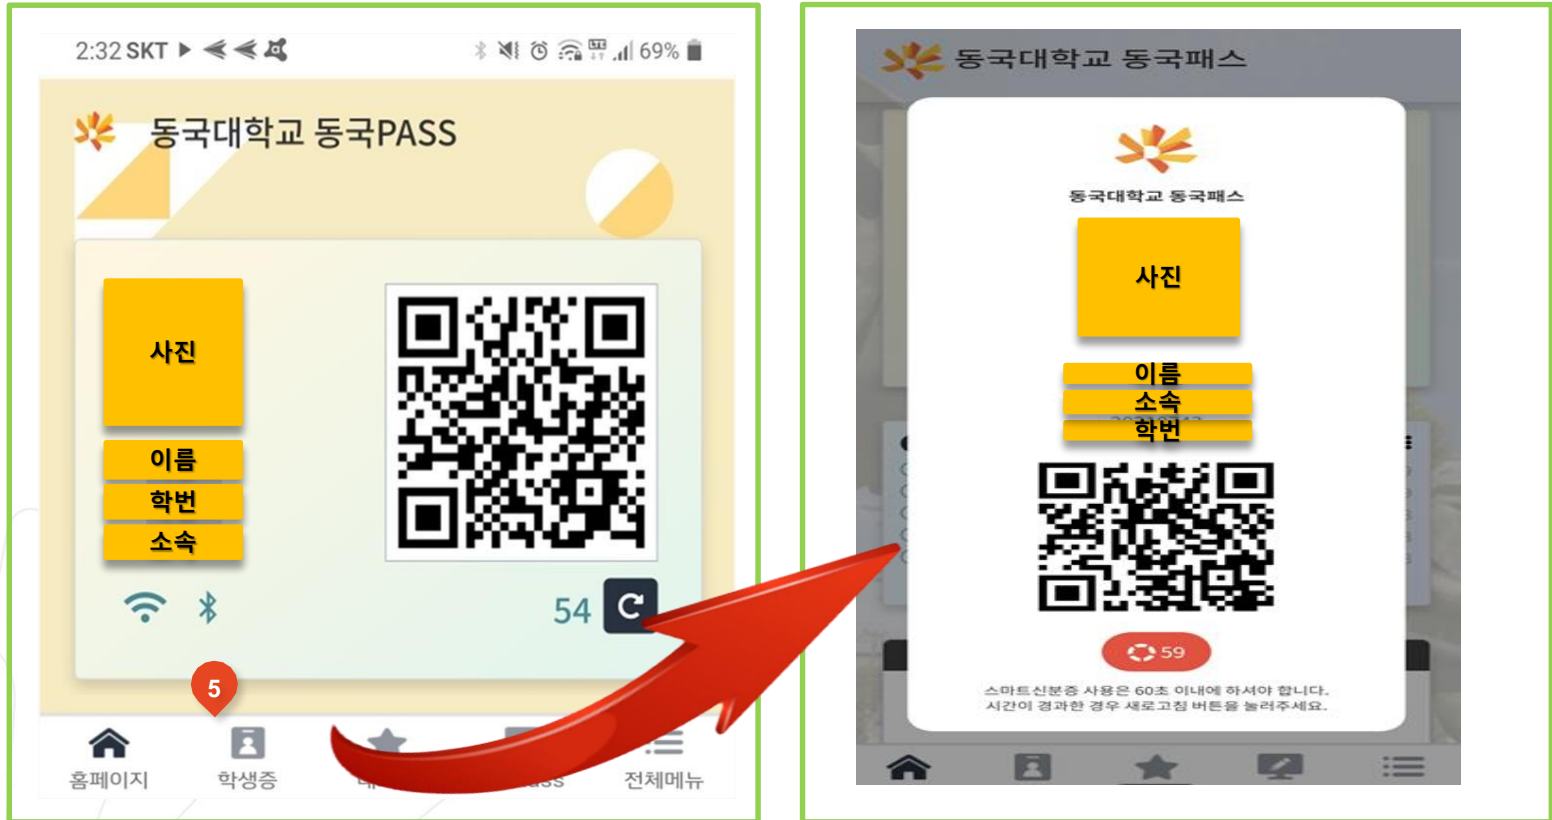 2:32 SKT
69%
동국대학교 동국PASS
사진
이름
학번
소속
54
5
홈페이지
학생증
전체메뉴
동국대학교 동국패스
동국대학교 동국패스
사진
이름
소속
학번
59
스마트신분증 사용은 60초 이내에 하셔야 합니다.
시간이 경과한 경우 새로고침 버튼을 눌러주세요.